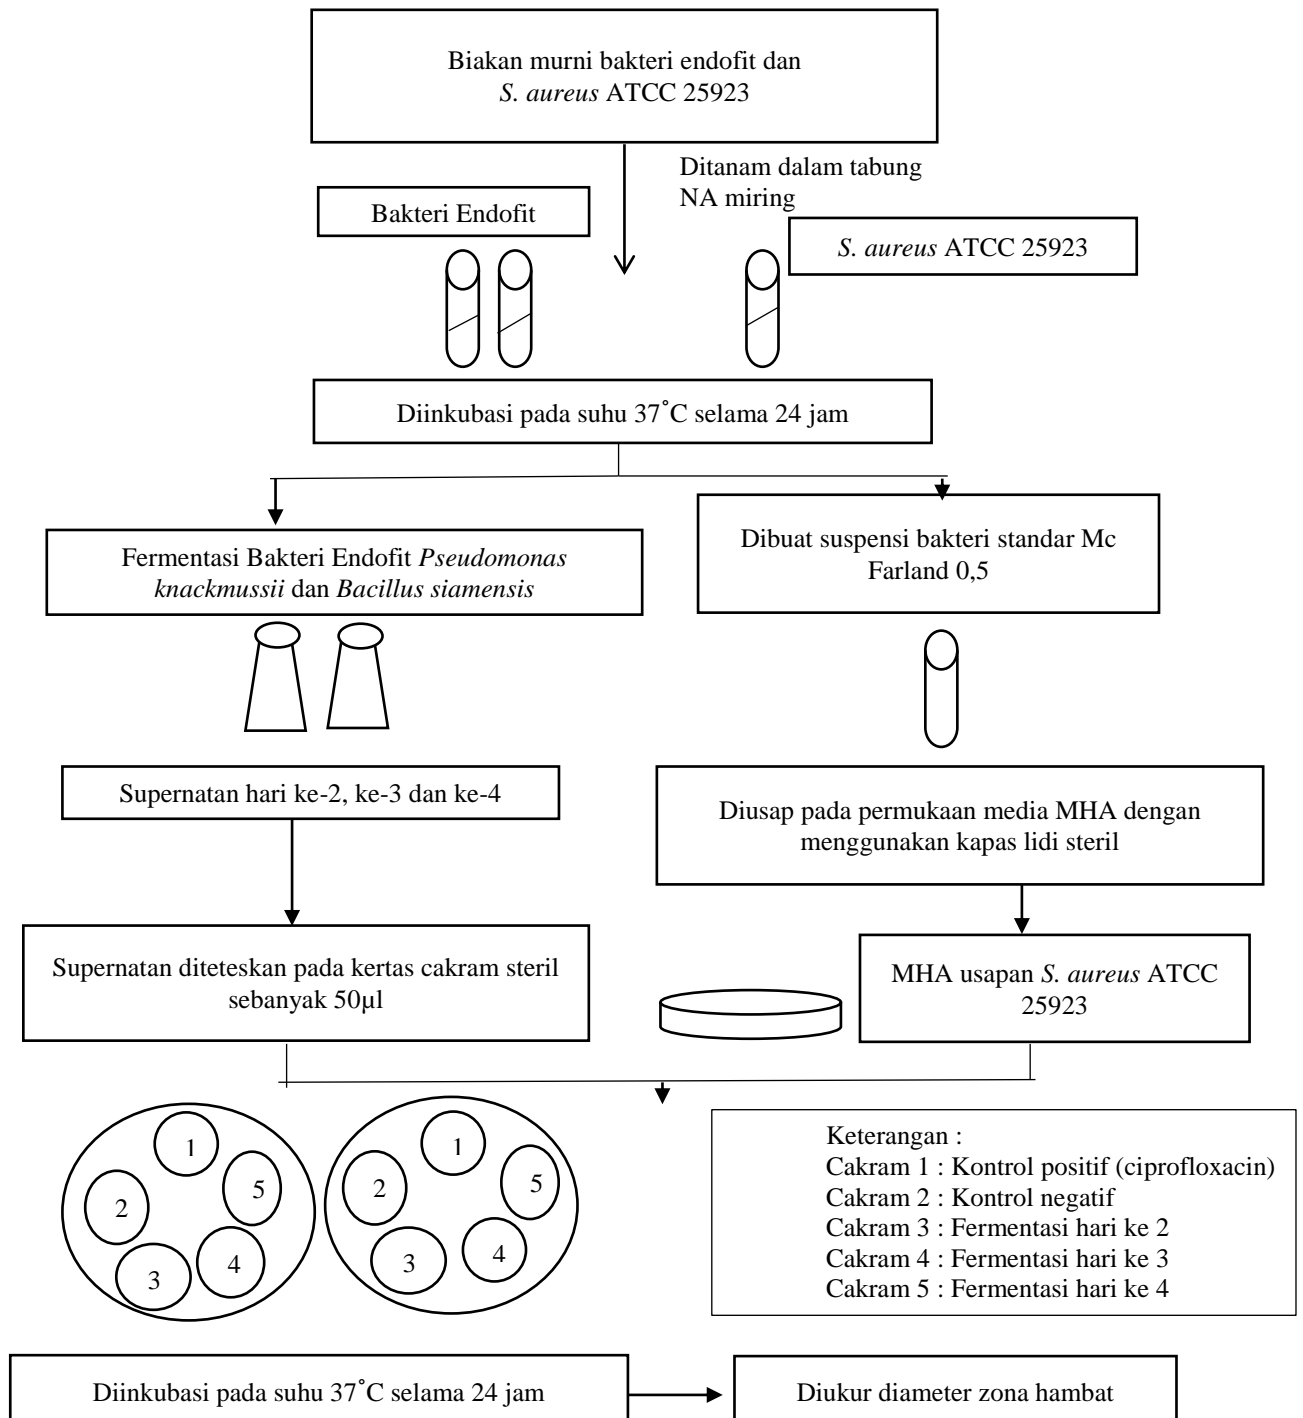 Biakan murni bakteri endofit dan
S. aureus ATCC 25923
Ditanam dalam tabung
NA miring
Bakteri Endofit
S. aureus ATCC 25923
Diinkubasi pada suhu 37˚C selama 24 jam
Fermentasi Bakteri Endofit Pseudomonas
knackmussii dan Bacillus siamensis
Dibuat suspensi bakteri standar Mc
Farland 0,5
Supernatan hari ke-2, ke-3 dan ke-4
Diusap pada permukaan media MHA dengan
menggunakan kapas lidi steril
Supernatan diteteskan pada kertas cakram steril
sebanyak 50µl
MHA usapan S. aureus ATCC
25923
1
2
3
4
5
1
2
3
4
5
Keterangan :
Cakram 1 : Kontrol positif (ciprofloxacin)
Cakram 2 : Kontrol negatif
Cakram 3 : Fermentasi hari ke 2
Cakram 4 : Fermentasi hari ke 3
Cakram 5 : Fermentasi hari ke 4
Diinkubasi pada suhu 37˚C selama 24 jam
Diukur diameter zona hambat